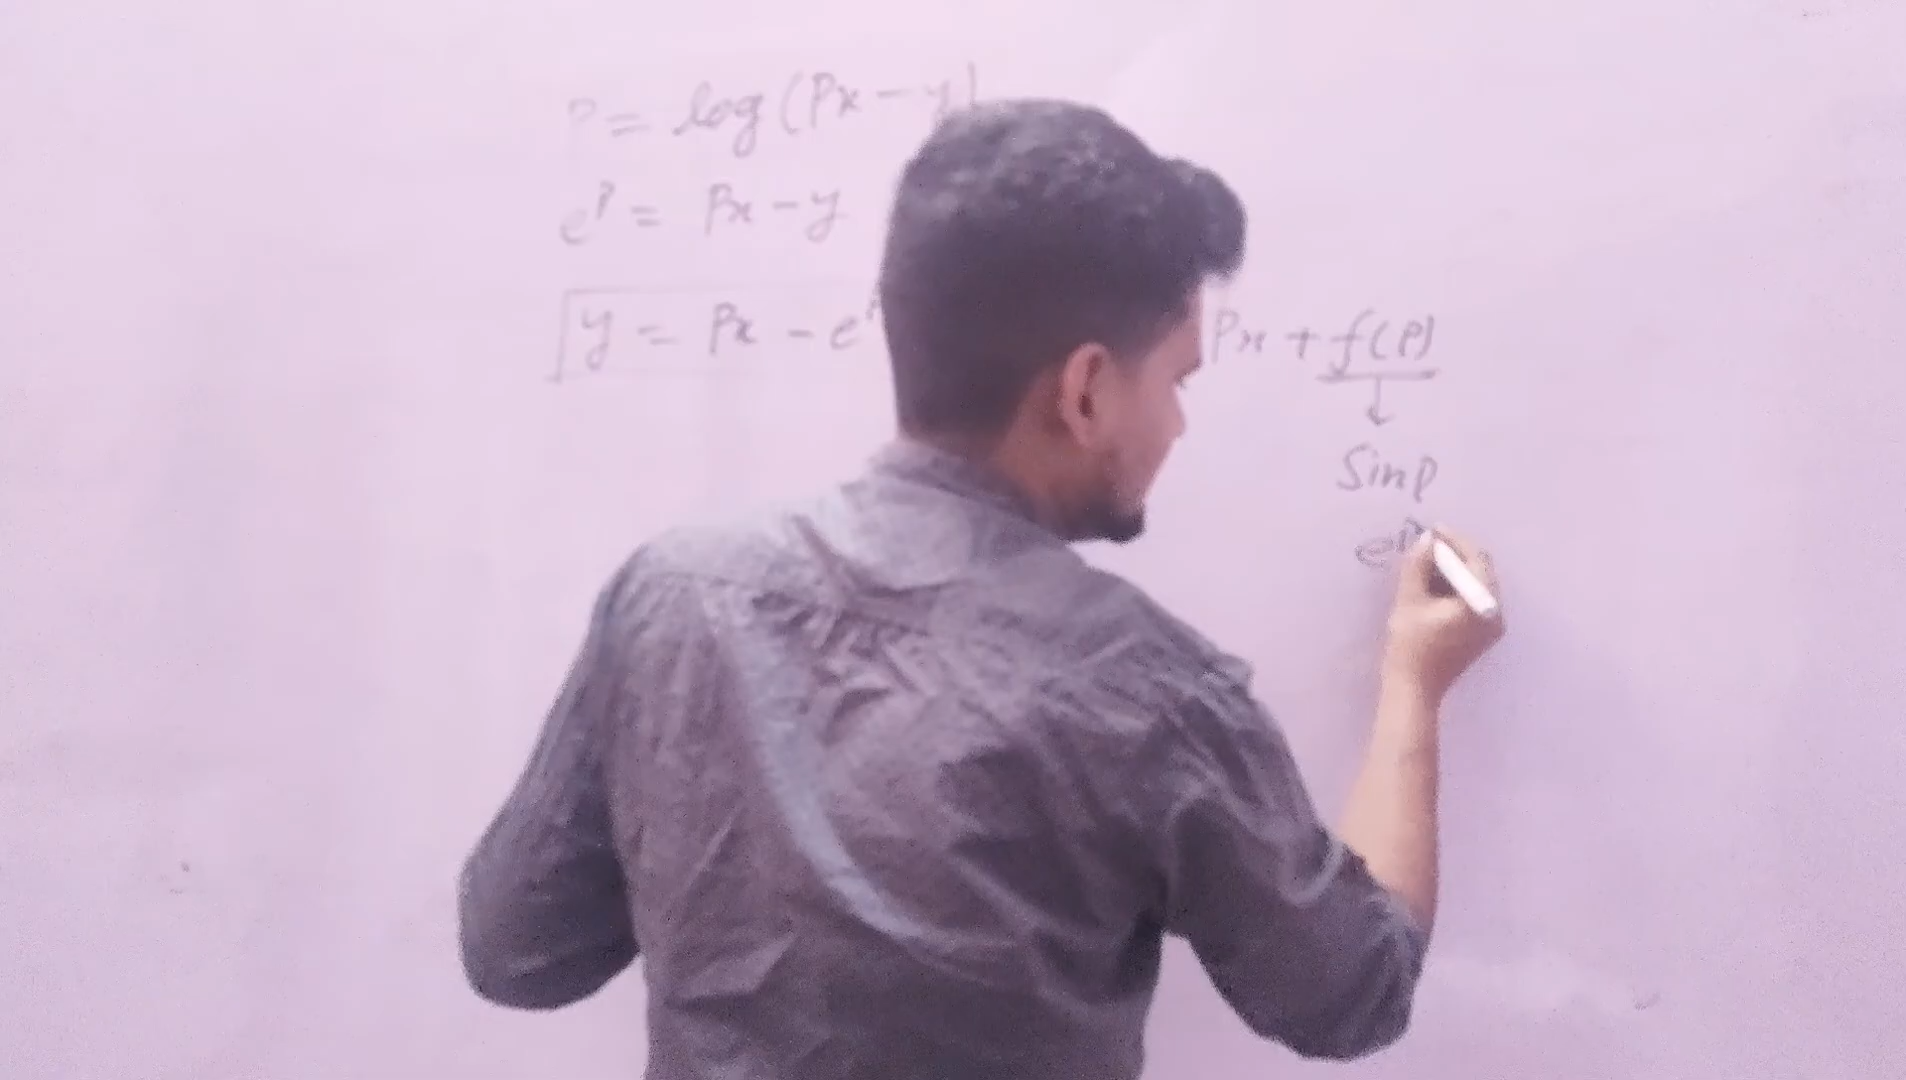 P = log (Px - y)
e^P = Px - y
y = Px - e^P
Px + f(P)
↓
Sin P
e^P